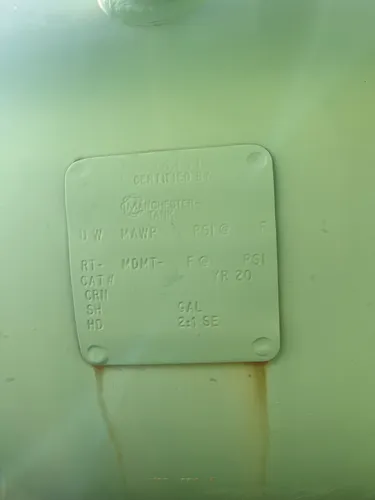 CERTIFIED BY
MANCHESTER
TANK
U W MAWP PSI@ F
RT- MDMT- F@ PSI
CAT# YR 20
CRN
SH GAL
HD 2:1 SE